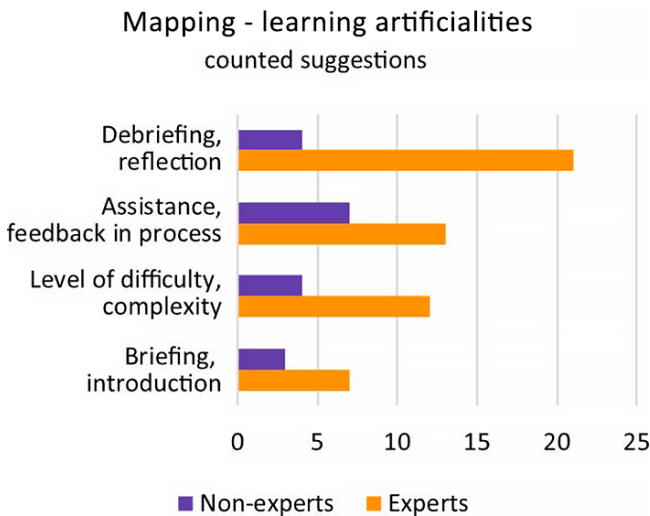 Mapping - learning artificialities
counted suggestions
Debriefing,
reflection
Assistance,
feedback in process
Level of difficulty,
complexity
Briefing,
introduction
0 5 10 15 20 25
Non-experts Experts